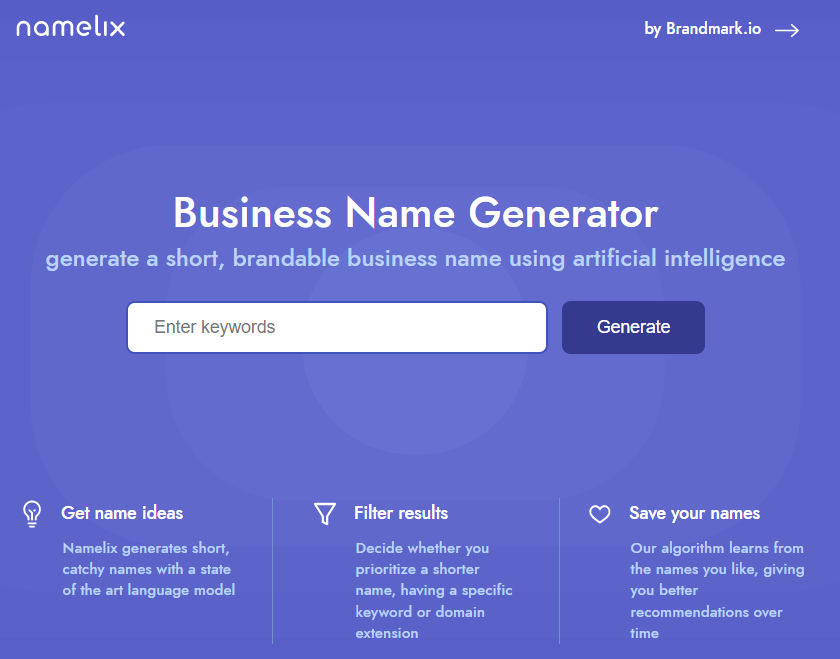 namelix
by Brandmark.io
Business Name Generator
generate a short, brandable business name using artificial intelligence
Enter keywords
Generate
Get name ideas
Namelix generates short,
catchy names with a state
of the art language model
Filter results
Decide whether you
prioritize a shorter
name, having a specific
keyword or domain
extension
Save your names
Our algorithm learns from
the names you like, giving
you better
recommendations over
time